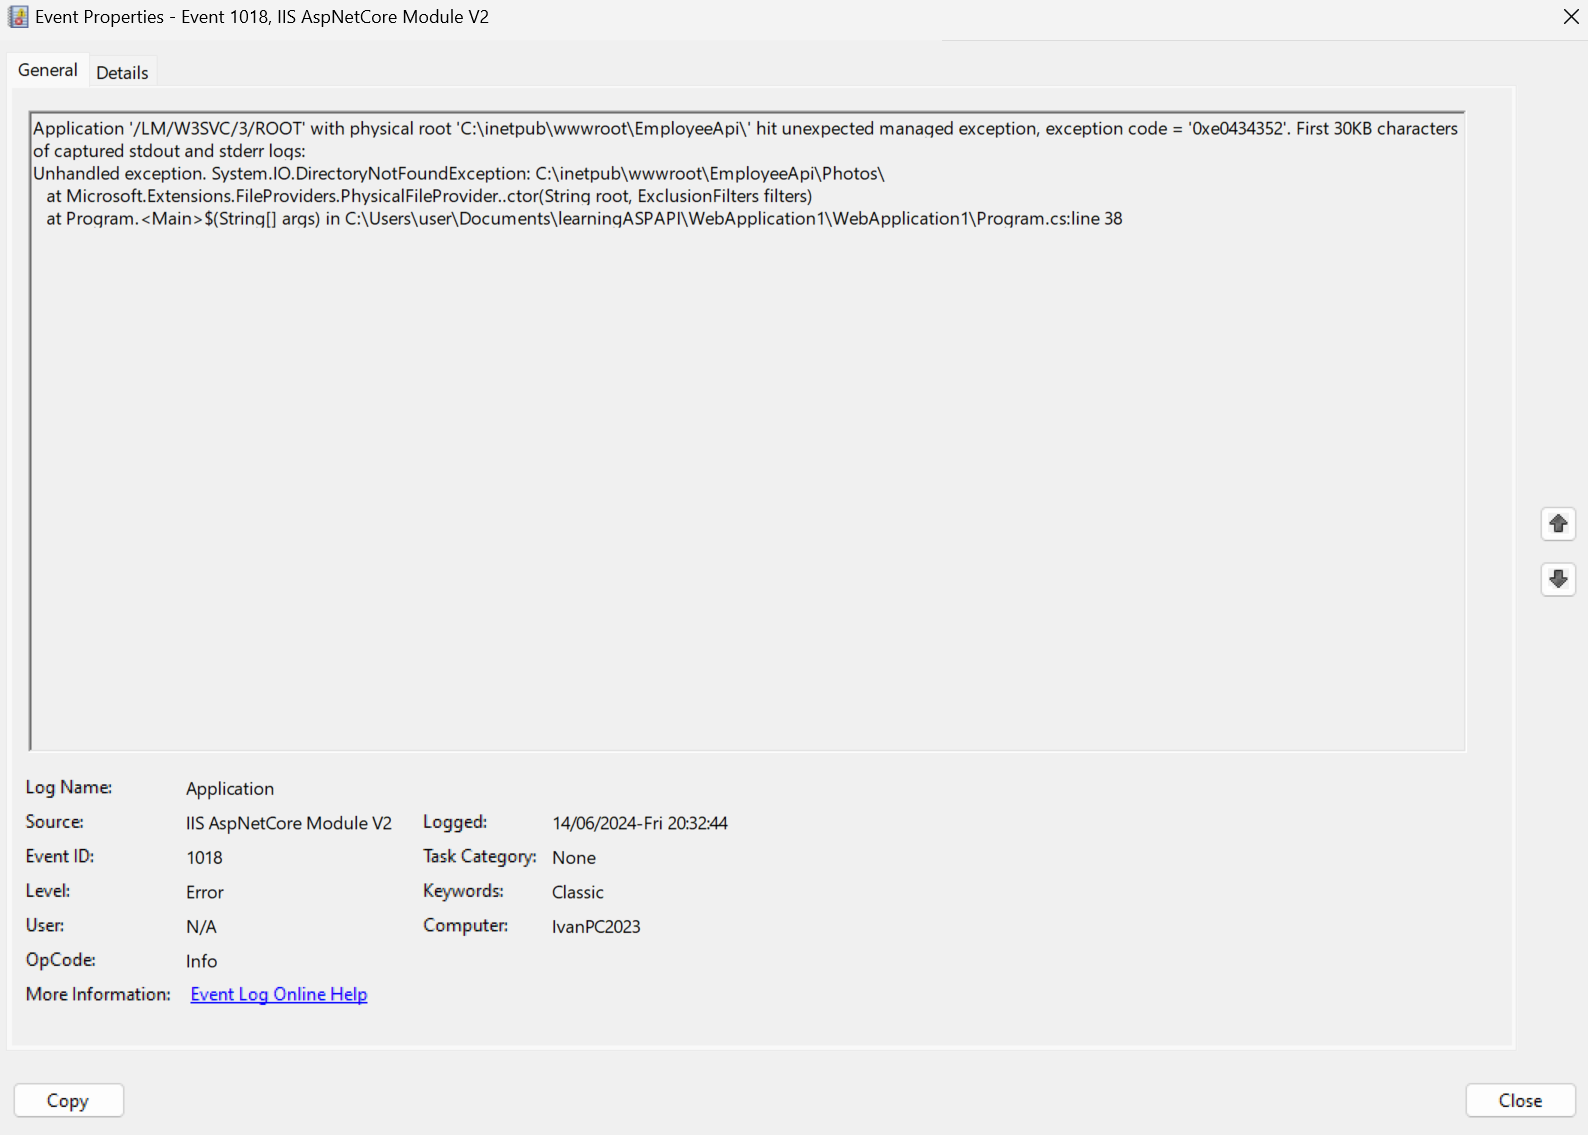 Event Properties - Event 1018, IIS AspNetCore Module V2
General
Details
Application '/LM/W3SVC/3/ROOT' with physical root 'C:\inetpub\wwwroot\EmployeeApi\' hit unexpected managed exception, exception code = '0xe0434352'. First 30KB characters
of captured stdout and stderr logs:
Unhandled exception. System.IO.DirectoryNotFoundException: C:\inetpub\wwwroot\EmployeeApi\Photos\
at Microsoft.Extensions.FileProviders.PhysicalFileProvider..ctor(String root, ExclusionFilters filters)
at Program.<Main>$(String[] args) in C:\Users\user\Documents\learningASPAPI\WebApplication1\WebApplication1\Program.cs:line 38
Log Name: Application
Source: IIS AspNetCore Module V2 Logged: 14/06/2024-Fri 20:32:44
Event ID: 1018 Task Category: None
Level: Error Keywords: Classic
User: N/A Computer: IvanPC2023
OpCode: Info
More Information: Event Log Online Help
Copy
Close